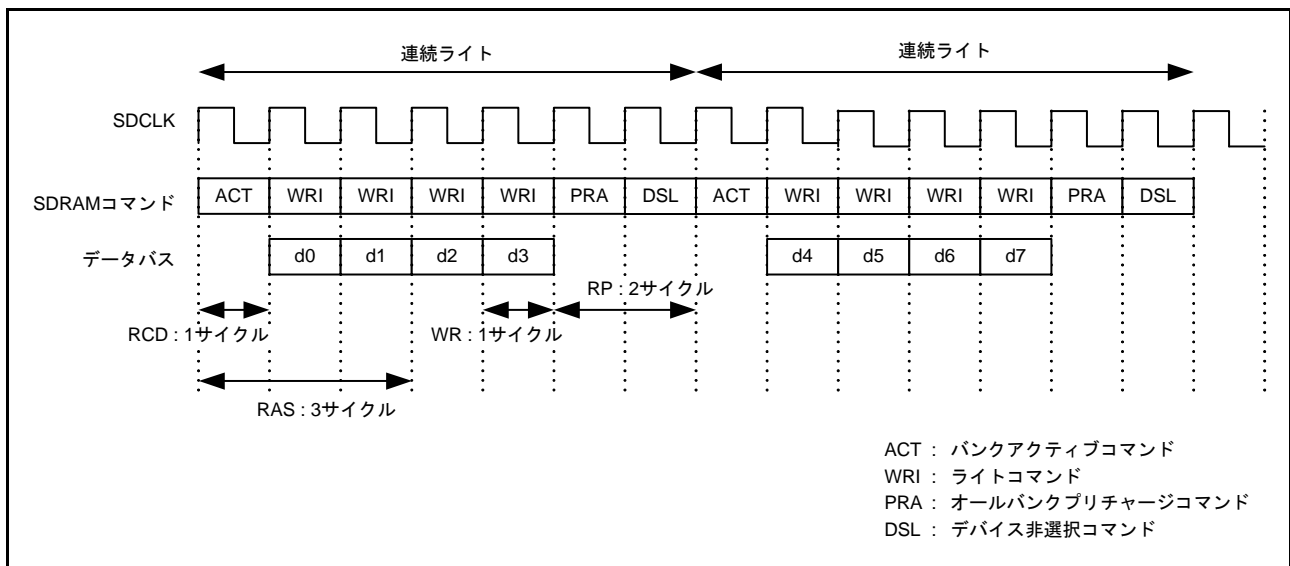 連続ライト 連続ライト
SDCLK
SDRAMコマンド ACT WRI WRI WRI WRI PRA DSL ACT WRI WRI WRI WRI PRA DSL
データバス d0 d1 d2 d3 d4 d5 d6 d7
RP : 2サイクル
RCD : 1サイクル WR : 1サイクル
RAS : 3サイクル
ACT : バンクアクティブコマンド
WRI : ライトコマンド
PRA : オールバンクプリチャージコマンド
DSL : デバイス非選択コマンド